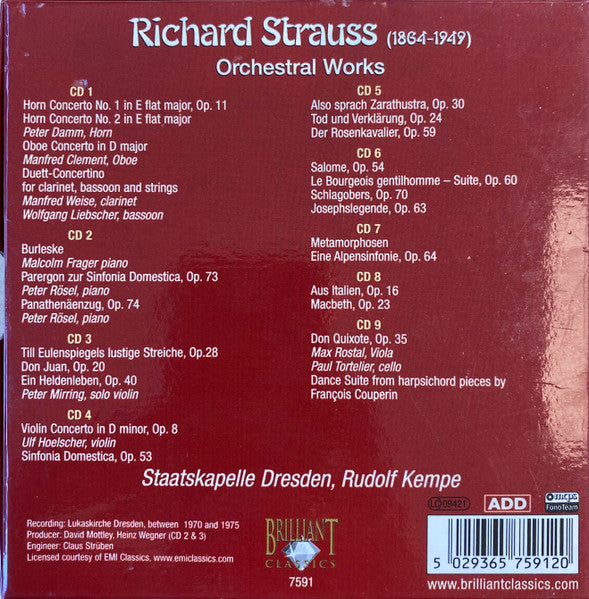 Richard Strauss (1864-1949)
Orchestral Works
CD 1
Horn Concerto No. 1 in E flat major, Op. 11
Horn Concerto No. 2 in E flat major
Peter Damm, Horn
Oboe Concerto in D major
Manfred Clement, Oboe
Duett-Concertino
for clarinet, bassoon and strings
Manfred Weise, clarinet
Wolfgang Liebscher, bassoon
CD 2
Burleske
Malcolm Frager piano
Parergon zur Sinfonia Domestica, Op. 73
Peter Rösel, piano
Panathenäenzug, Op. 74
Peter Rösel, piano
CD 3
Till Eulenspiegels lustige Streiche, Op.28
Don Juan, Op. 20
Ein Heldenleben, Op. 40
Peter Mirring, solo violin
CD 4
Violin Concerto in D minor, Op. 8
Ulf Hoelscher, violin
Sinfonia Domestica, Op. 53
CD 5
Also sprach Zarathustra, Op. 30
Tod und Verklärung, Op. 24
Der Rosenkavalier, Op. 59
CD 6
Salome, Op. 54
Le Bourgeois gentilhomme – Suite, Op. 60
Schlagobers, Op. 70
Josephslegende, Op. 63
CD 7
Metamorphosen
Eine Alpensinfonie, Op. 64
CD 8
Aus Italien, Op. 16
Macbeth, Op. 23
CD 9
Don Quixote, Op. 35
Max Rostal, Viola
Paul Tortelier, cello
Dance Suite from harpsichord pieces by
François Couperin
Staatskapelle Dresden, Rudolf Kempe
Recording: Lukaskirche Dresden, between 1970 and 1975
Producer: David Mottley, Heinz Wegner (CD 2 & 3)
Engineer: Claus Strüben
Licensed courtesy of EMI Classics, www.emiclassics.com
BRILLIANT
CLASSICS
7591
LC 09421
ADD
FonoTeam
5 029365 759120
www.brilliantclassics.com